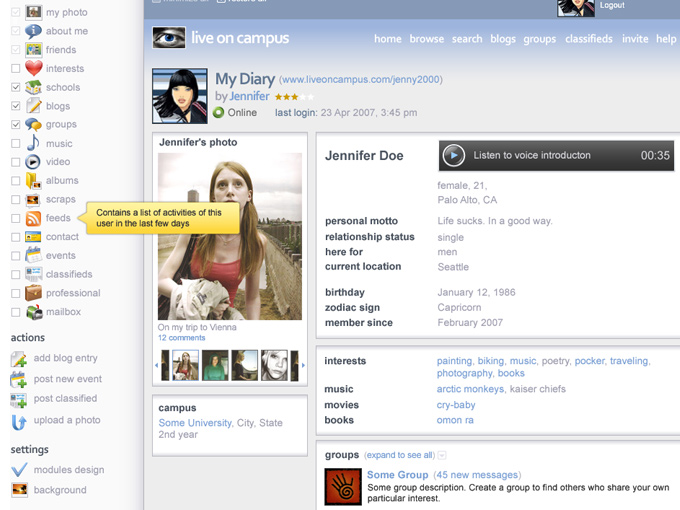 my photo
about me
friends
interests
schools
blogs
groups
music
video
albums
scraps
feeds
contact
events
classifieds
professional
mailbox
Contains a list of activities of this
user in the last few days
actions
add blog entry
post new event
post classified
upload a photo
settings
modules design
background
Logout
live on campus
home browse search blogs groups classifieds invite help
My Diary (www.liveoncampus.com/jenny2000)
by Jennifer
Online last login: 23 Apr 2007, 3:45 pm
Jennifer's photo
On my trip to Vienna
12 comments
campus
Some University, City, State
2nd year
Jennifer Doe
Listen to voice introducton 00:35
female, 21,
Palo Alto, CA
personal motto Life sucks. In a good way.
relationship status single
here for men
current location Seattle
birthday January 12, 1986
zodiac sign Capricorn
member since February 2007
interests painting, biking, music, poetry, pocker, traveling,
photography, books
music arctic monkeys, kaiser chiefs
movies cry-baby
books omon ra
groups (expand to see all)
Some Group (45 new messages)
Some group description. Create a group to find others who share your own
particular interest.